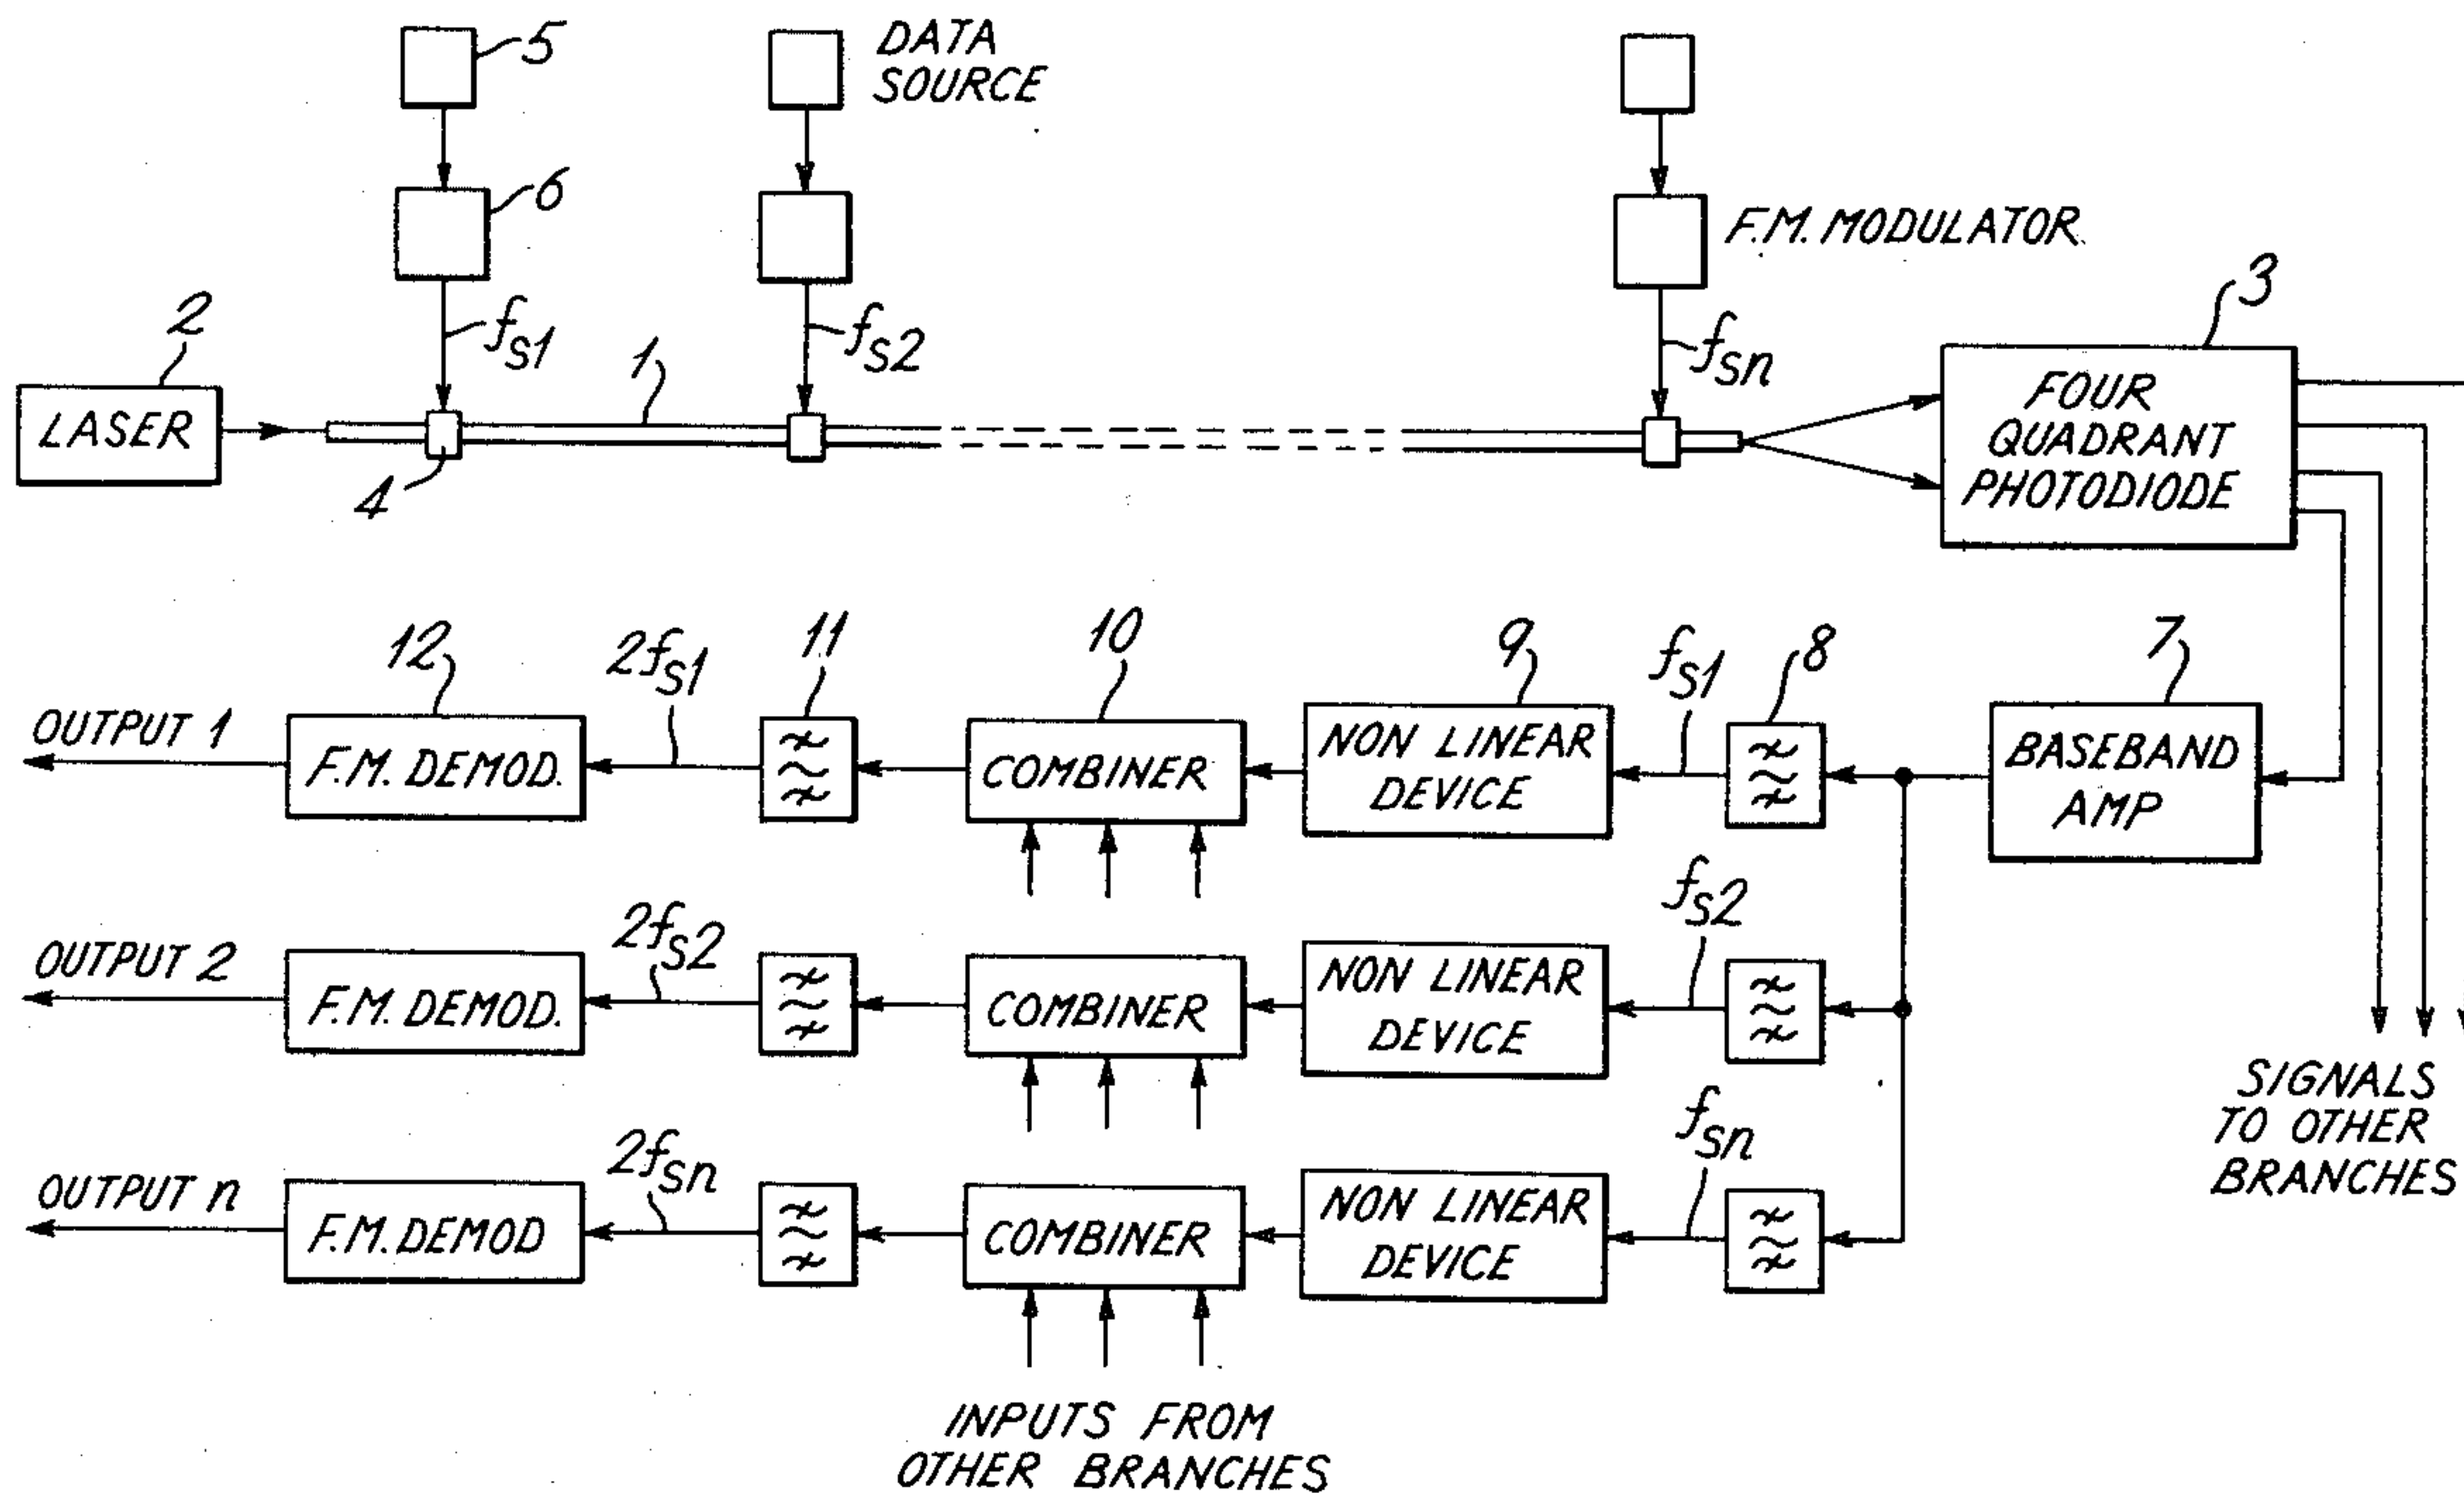 5
DATA
SOURCE
6
F.M. MODULATOR
2
fs1
1
fs2
fsn
3
LASER
4
FOUR
QUADRANT
PHOTODIODE
12
2fs1
11
10
9
fs1
8
7
OUTPUT 1
F.M. DEMOD.
COMBINER
NON LINEAR
DEVICE
BASEBAND
AMP
OUTPUT 2
F.M. DEMOD.
2fs2
COMBINER
NON LINEAR
DEVICE
fs2
SIGNALS
TO OTHER
BRANCHES
OUTPUT n
F.M. DEMOD
2fsn
COMBINER
NON LINEAR
DEVICE
fsn
INPUTS FROM
OTHER BRANCHES